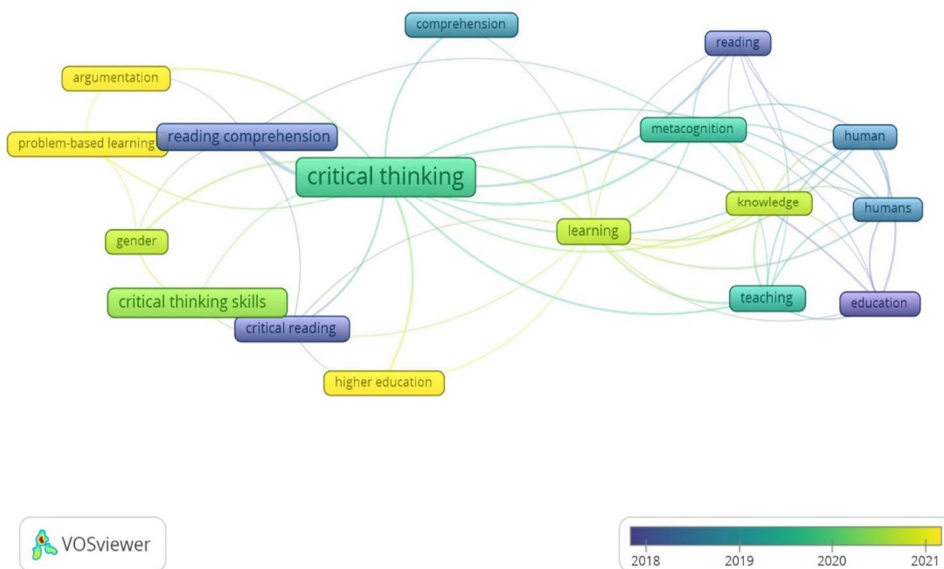 comprehension
reading
argumentation
metacognition
human
problem-based learning
reading comprehension
critical thinking
knowledge
humans
learning
gender
critical thinking skills
teaching
education
critical reading
higher education
VOSviewer
2018 2019 2020 2021